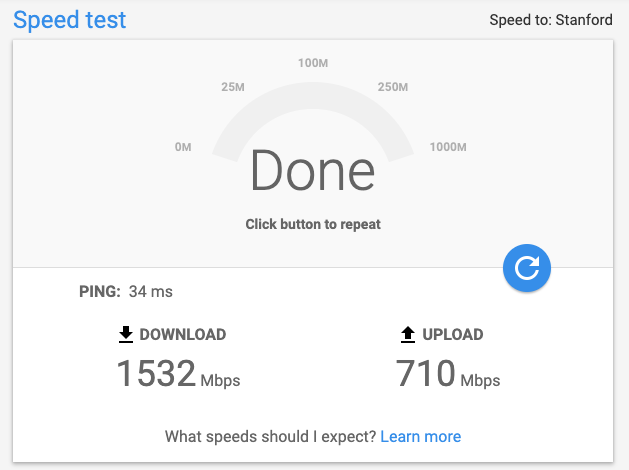 Speed test
Speed to: Stanford
100M
25M
250M
0M
1000M
Done
Click button to repeat
PING: 34 ms
DOWNLOAD
UPLOAD
1532 Mbps
710 Mbps
What speeds should I expect? Learn more